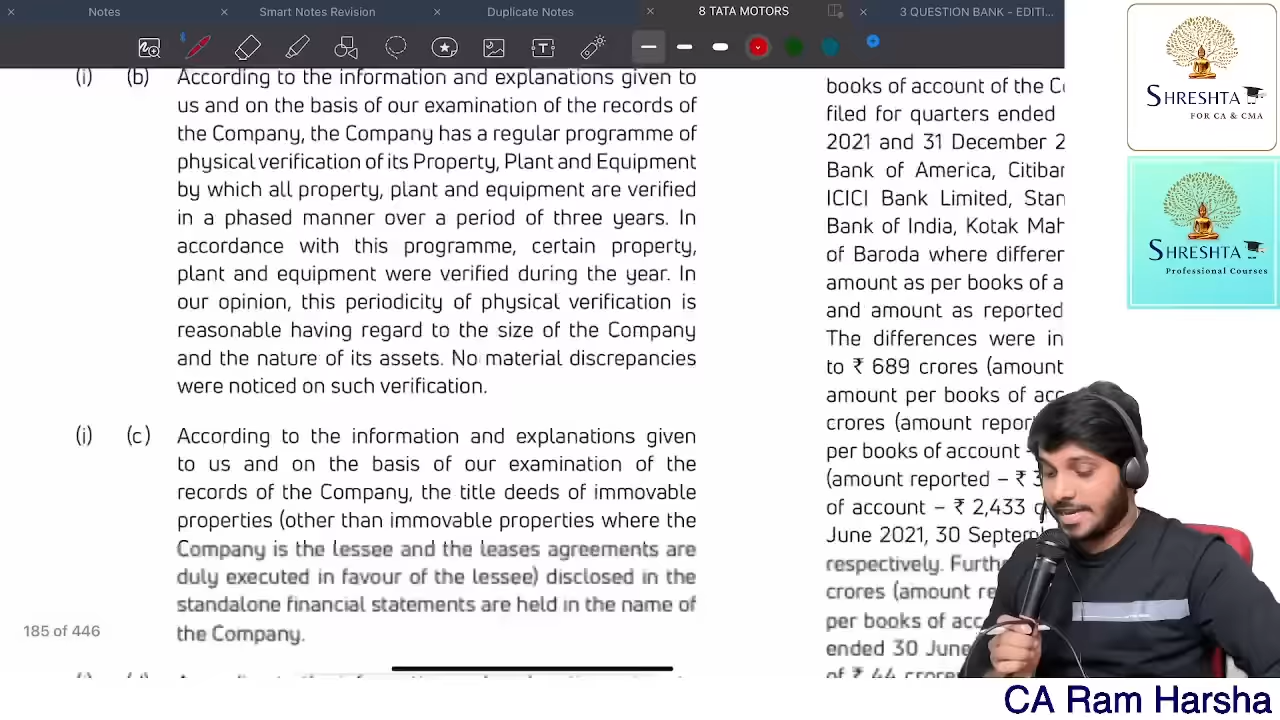 Notes
Smart Notes Revision
Duplicate Notes
8 TATA MOTORS
3 QUESTION BANK - EDITI...
(i) (b) According to the information and explanations given to
us and on the basis of our examination of the records of
the Company, the Company has a regular programme of
physical verification of its Property, Plant and Equipment
by which all property, plant and equipment are verified
in a phased manner over a period of three years. In
accordance with this programme, certain property,
plant and equipment were verified during the year. In
our opinion, this periodicity of physical verification is
reasonable having regard to the size of the Company
and the nature of its assets. No material discrepancies
were noticed on such verification.
(i) (c) According to the information and explanations given
to us and on the basis of our examination of the
records of the Company, the title deeds of immovable
properties (other than immovable properties where the
Company is the lessee and the leases agreements are
duly executed in favour of the lessee) disclosed in the
standalone financial statements are held in the name of
the Company.
185 of 446
books of account of the
filed for quarters ended
2021 and 31 December
Bank of America,
ICICI Bank Limited,
Bank of India, Kotak
of Baroda where
amount as per books of
and amount as reported
The differences were in
to ₹ 689 crores (amount
amount per books of
crores (amount
per books of account
(amount reported – ₹
of account – ₹ 2,433
June 2021, 30
respectively.
crores (amount
per books of
ended 30 June
of ₹ 44
SHRESHTA
FOR CA & CMA
SHRESHTA
Professional Courses
CA Ram Harsha